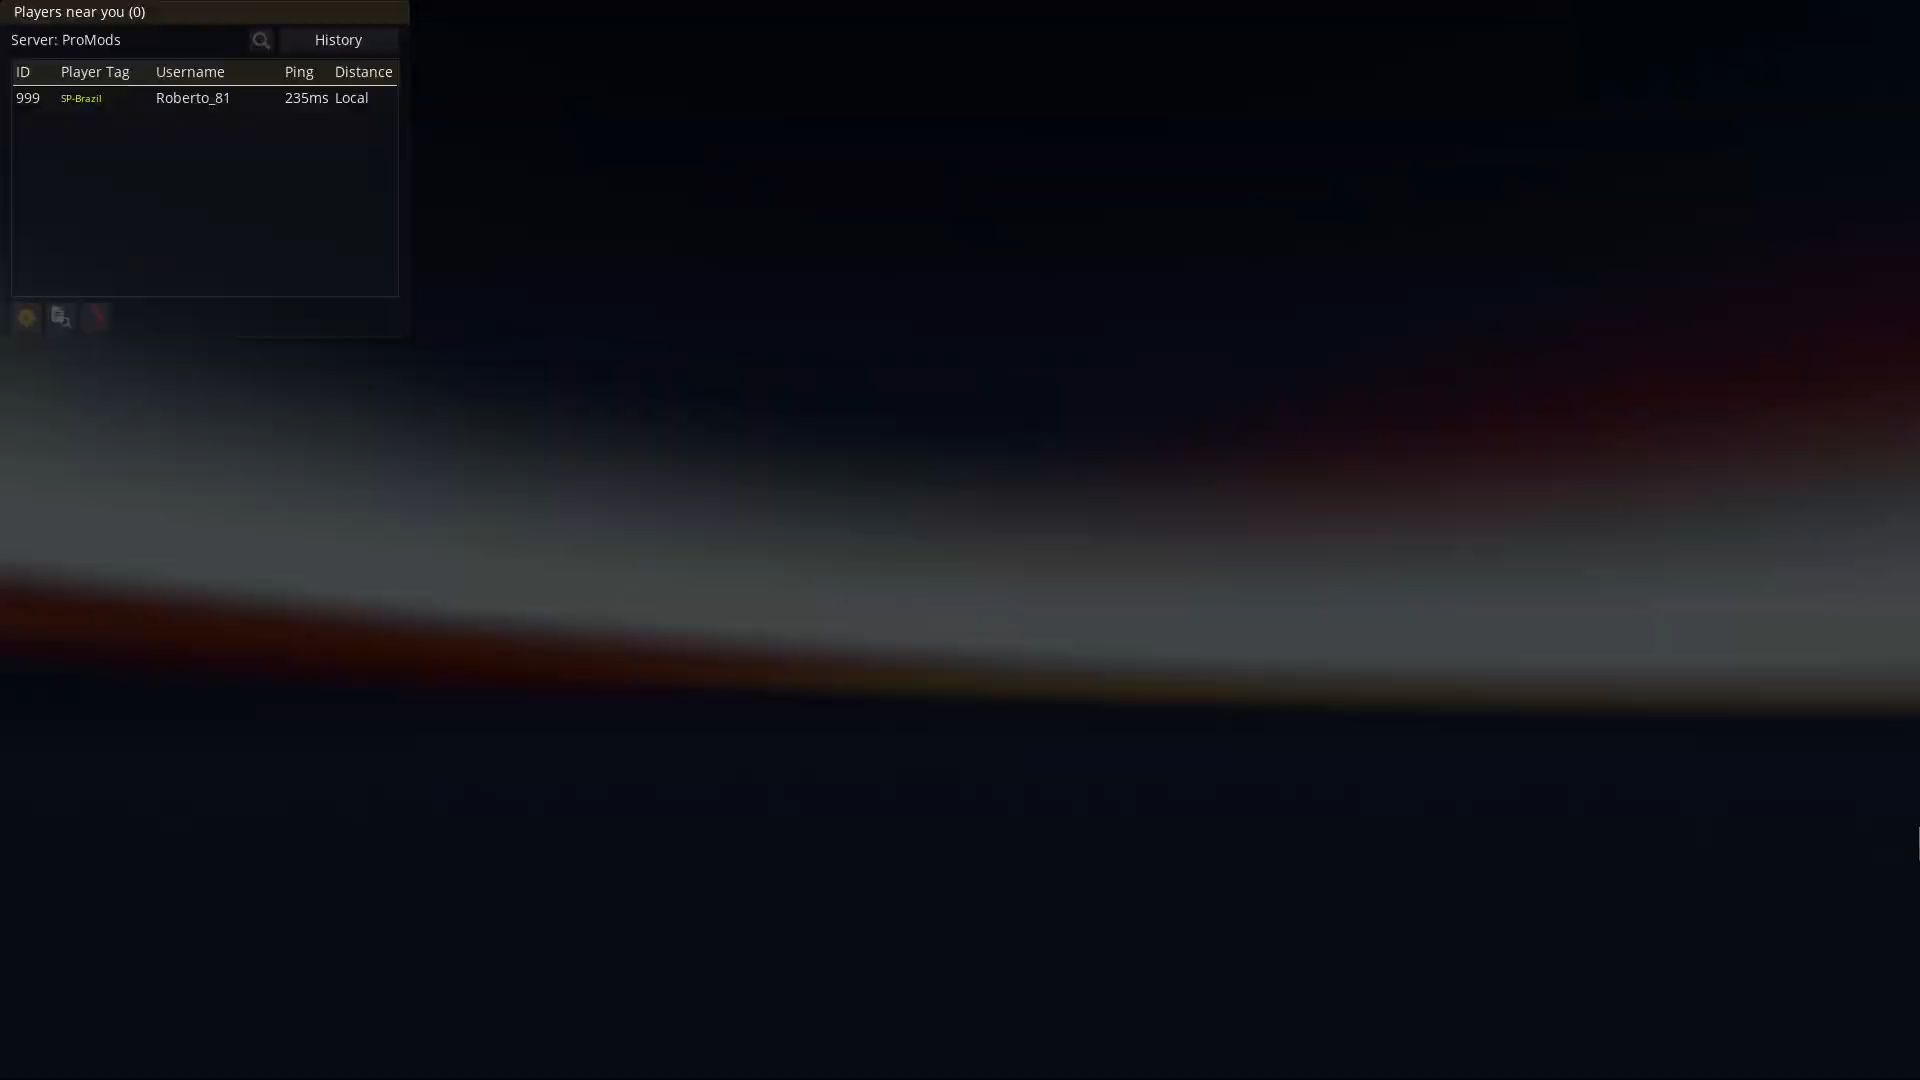 Players near you (0)
Server: ProMods
History
ID Player Tag Username Ping Distance
999 SP-Brazil Roberto_81 235ms Local